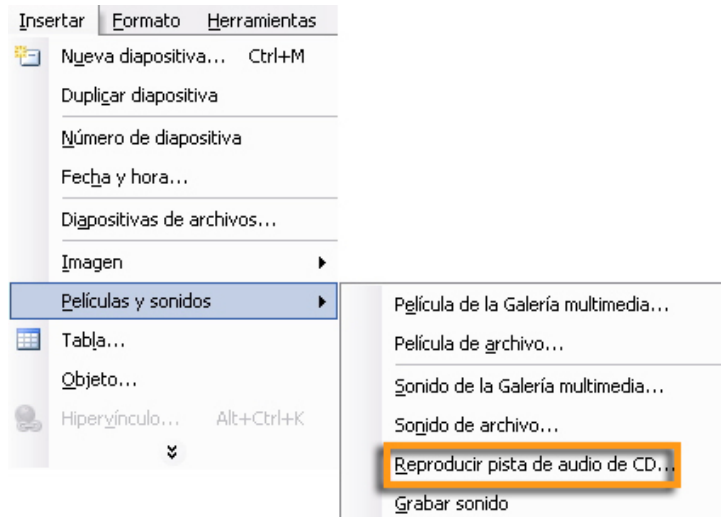 Insertar Formato Herramientas
Nueva diapositiva... Ctrl+M
Duplicar diapositiva
Número de diapositiva
Fecha y hora...
Diapositivas de archivos...
Imagen
Películas y sonidos
Tabla...
Objeto...
Hipervínculo... Alt+Ctrl+K
Película de la Galería multimedia...
Película de archivo...
Sonido de la Galería multimedia...
Sonido de archivo...
Reproducir pista de audio de CD...
Grabar sonido